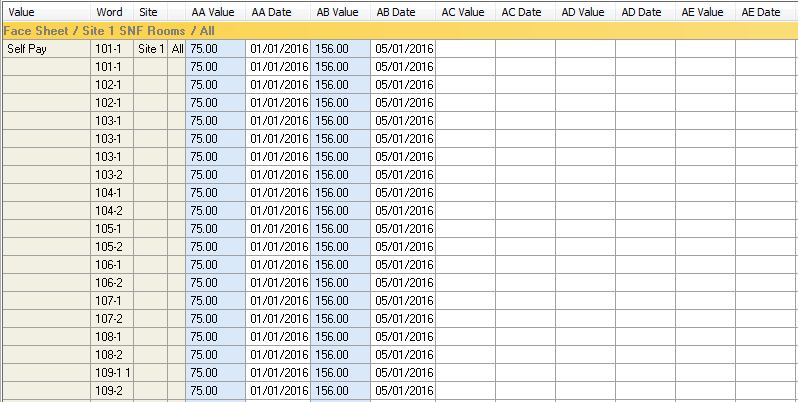 Value Word Site AA Value AA Date AB Value AB Date AC Value AC Date AD Value AD Date AE Value AE Date
Face Sheet / Site 1 SNF Rooms / All
Self Pay 101-1 Site 1 All 75.00 01/01/2016 156.00 05/01/2016
101-1 75.00 01/01/2016 156.00 05/01/2016
102-1 75.00 01/01/2016 156.00 05/01/2016
102-1 75.00 01/01/2016 156.00 05/01/2016
103-1 75.00 01/01/2016 156.00 05/01/2016
103-1 75.00 01/01/2016 156.00 05/01/2016
103-1 75.00 01/01/2016 156.00 05/01/2016
103-2 75.00 01/01/2016 156.00 05/01/2016
104-1 75.00 01/01/2016 156.00 05/01/2016
104-2 75.00 01/01/2016 156.00 05/01/2016
105-1 75.00 01/01/2016 156.00 05/01/2016
105-2 75.00 01/01/2016 156.00 05/01/2016
106-1 75.00 01/01/2016 156.00 05/01/2016
106-2 75.00 01/01/2016 156.00 05/01/2016
107-1 75.00 01/01/2016 156.00 05/01/2016
107-2 75.00 01/01/2016 156.00 05/01/2016
108-1 75.00 01/01/2016 156.00 05/01/2016
108-2 75.00 01/01/2016 156.00 05/01/2016
109-1 1 75.00 01/01/2016 156.00 05/01/2016
109-2 75.00 01/01/2016 156.00 05/01/2016